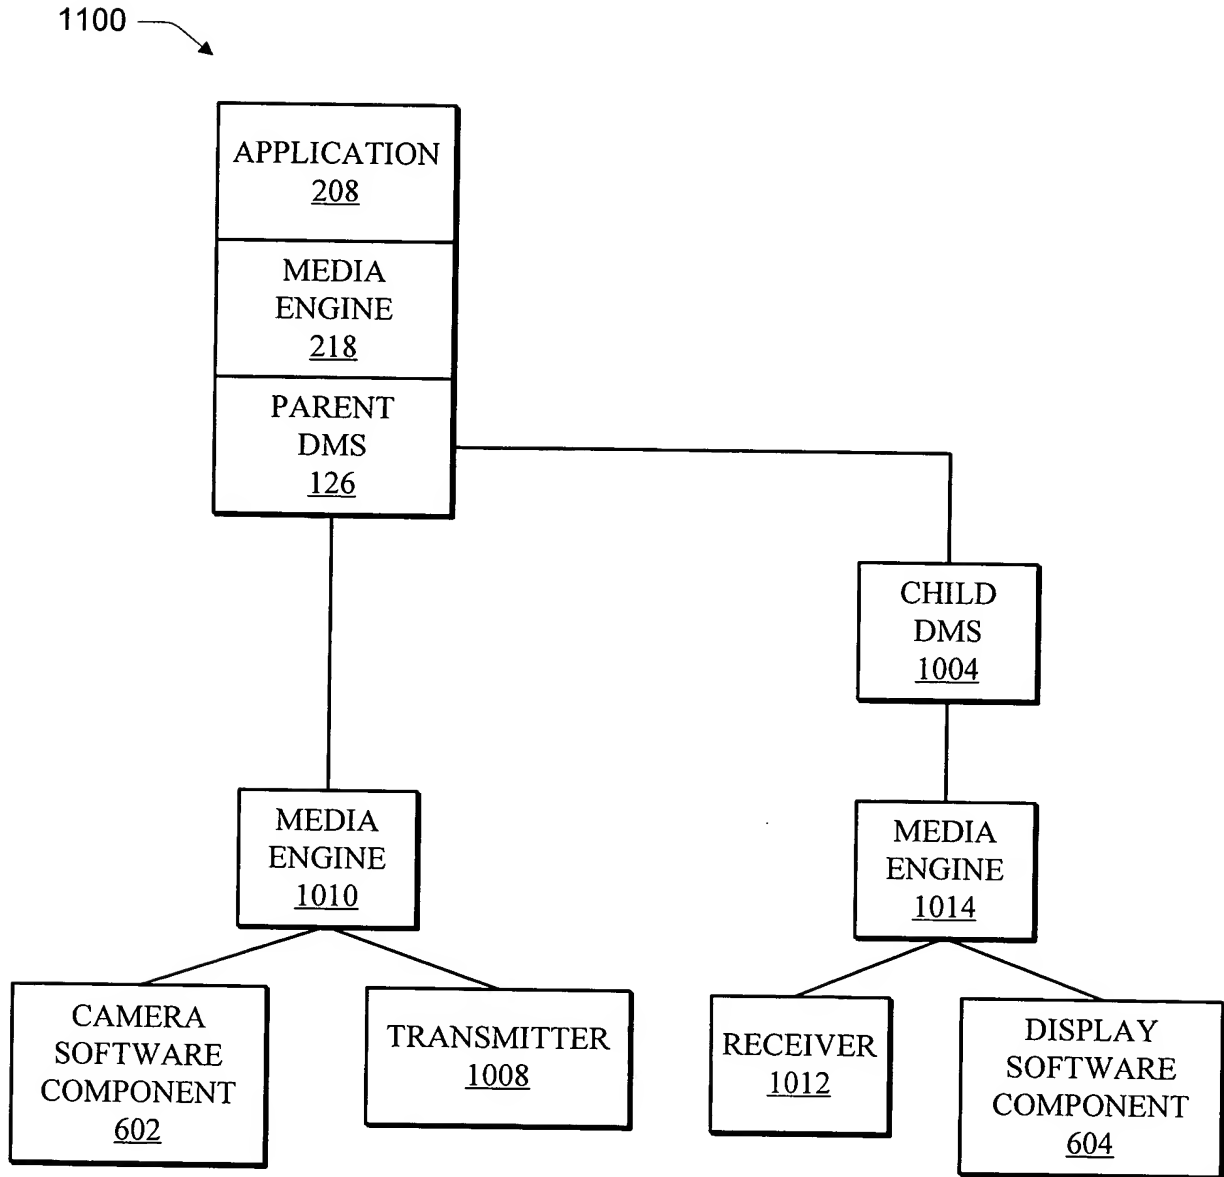 1100
APPLICATION
208
MEDIA
ENGINE
218
PARENT
DMS
126
CHILD
DMS
1004
MEDIA
ENGINE
1010
MEDIA
ENGINE
1014
CAMERA
SOFTWARE
COMPONENT
602
TRANSMITTER
1008
RECEIVER
1012
DISPLAY
SOFTWARE
COMPONENT
604